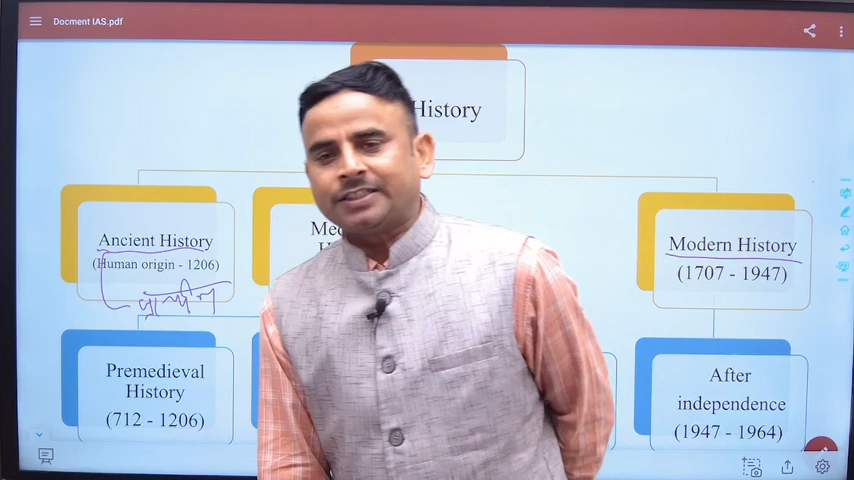 Docment IAS.pdf
History
Ancient History
(Human origin - 1206)
प्राचीन
Modern History
(1707 - 1947)
Premedieval
History
(712 - 1206)
After
independence
(1947 - 1964)